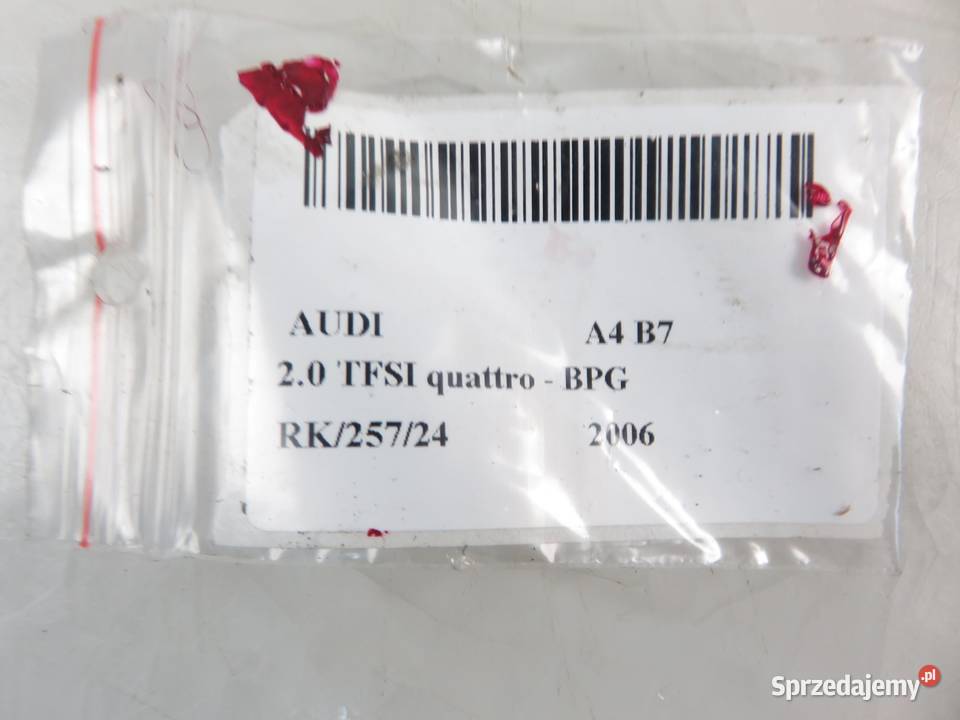 AUDI A4 B7
2.0 TFSI quattro - BPG
RK/257/24 2006
Sprzedajemy.pl